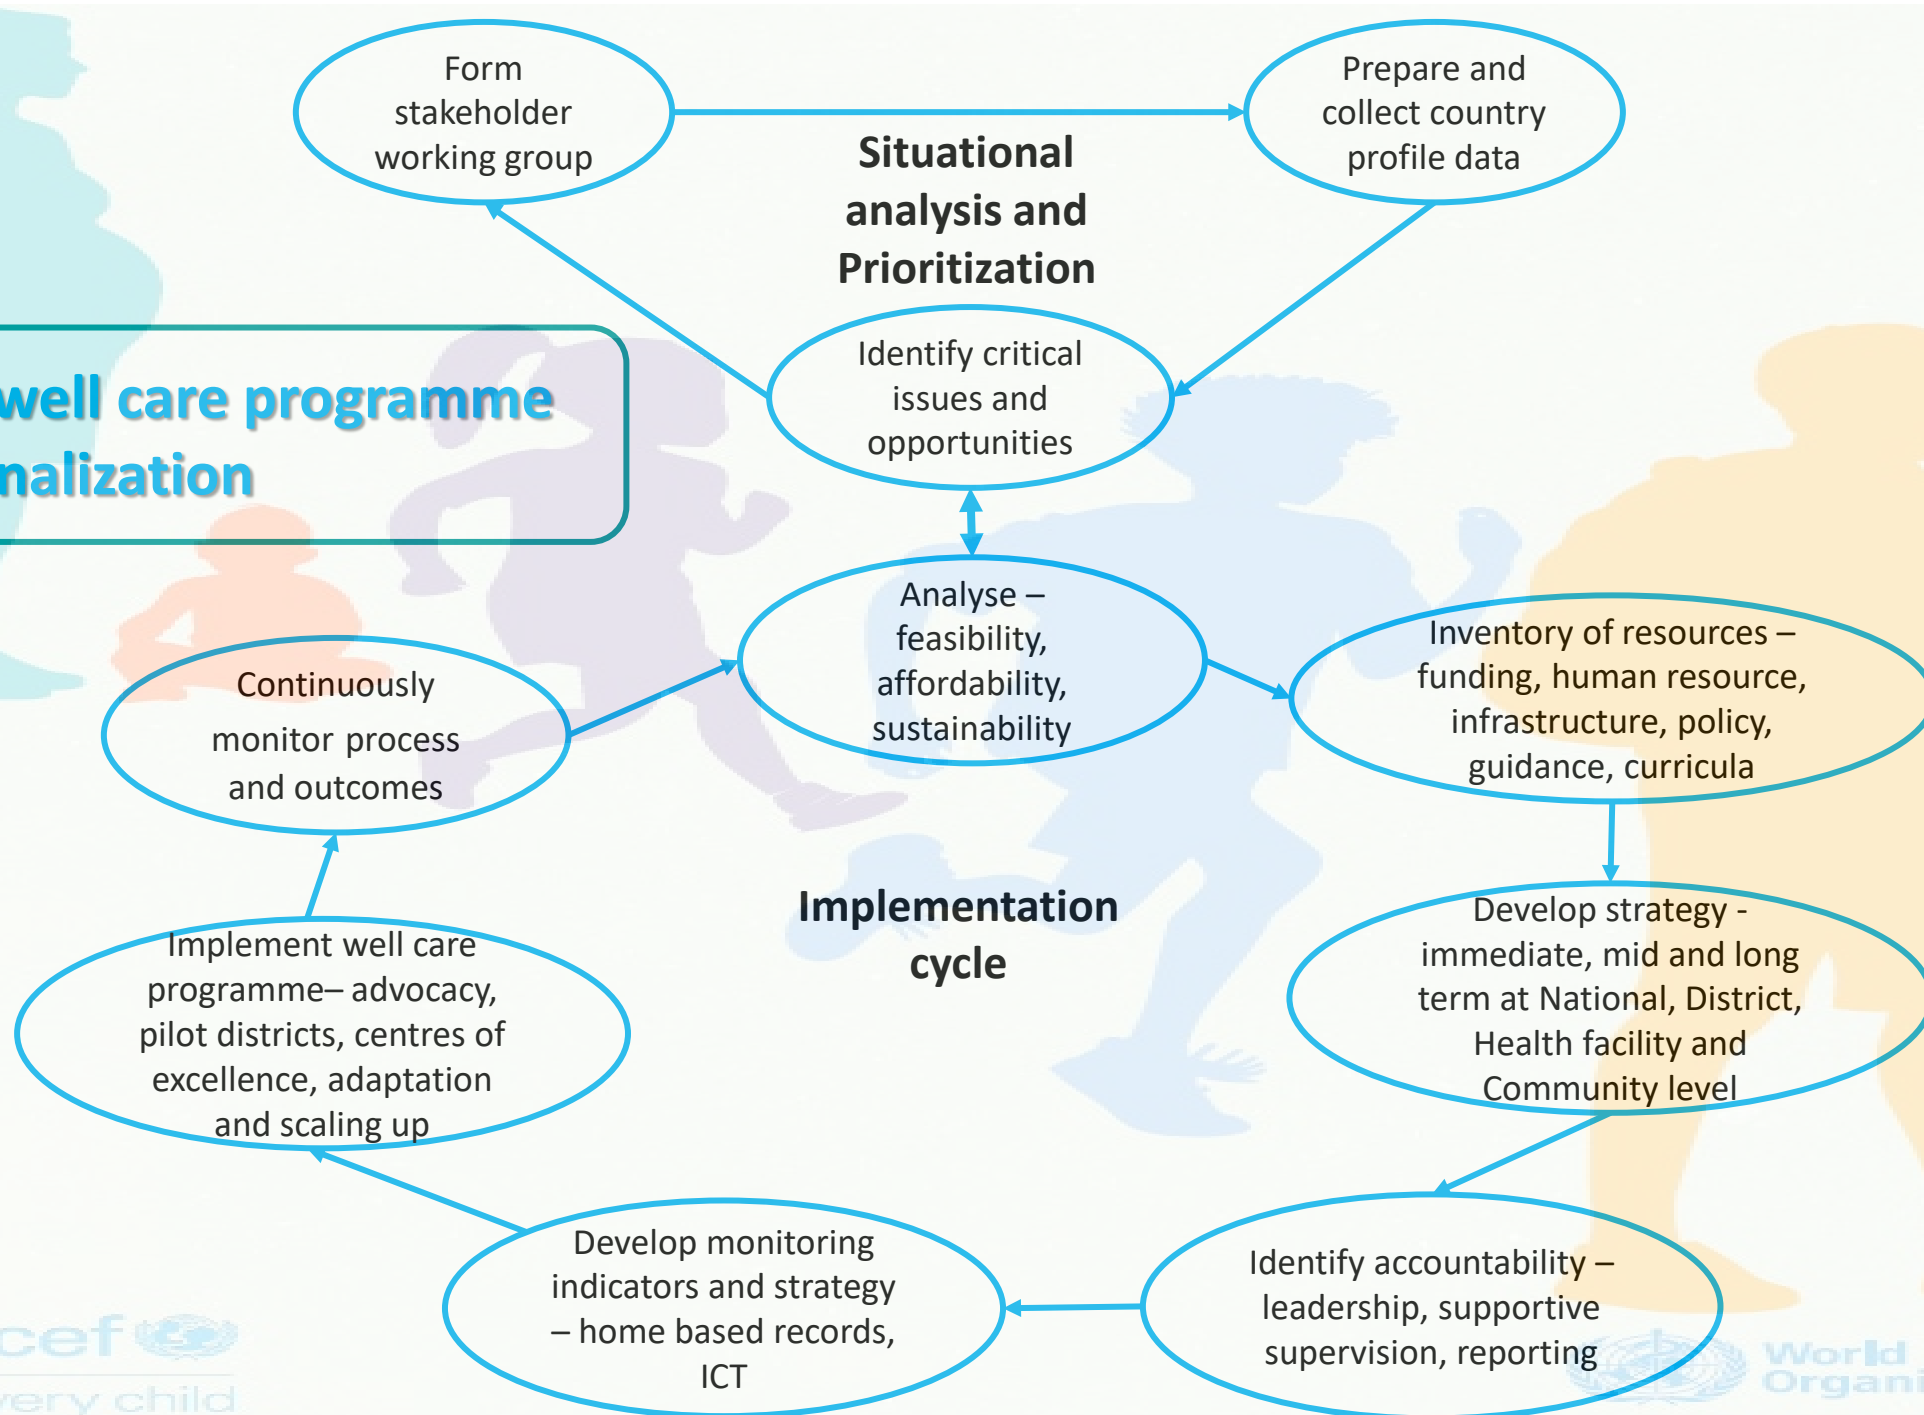 Form
stakeholder
working group
Prepare and
collect country
profile data
Situational
analysis and
Prioritization
Identify critical
issues and
opportunities
well care programme
nalization
Analyse –
feasibility,
affordability,
sustainability
Inventory of resources –
funding, human resource,
infrastructure, policy,
guidance, curricula
Continuously
monitor process
and outcomes
Develop strategy -
immediate, mid and long
term at National, District,
Health facility and
Community level
Implementation
cycle
Implement well care
programme– advocacy,
pilot districts, centres of
excellence, adaptation
and scaling up
Develop monitoring
indicators and strategy
– home based records,
ICT
Identify accountability –
leadership, supportive
supervision, reporting
cef
very child
World
Organi